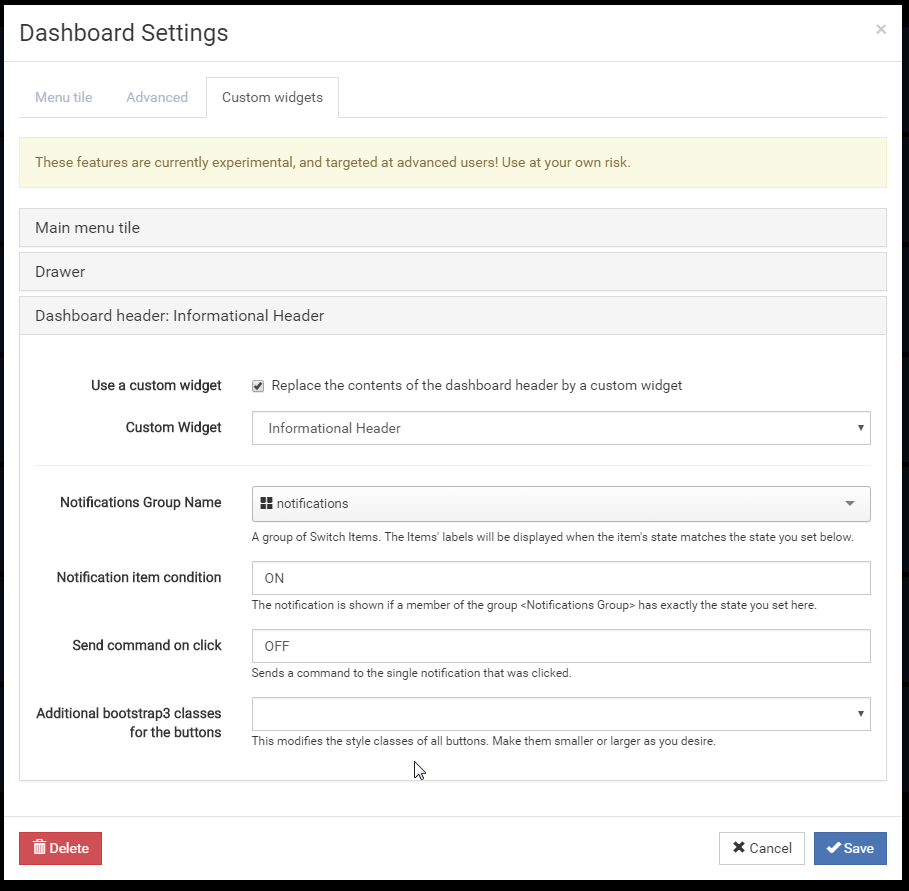 Dashboard Settings
×
Menu tile
Advanced
Custom widgets
These features are currently experimental, and targeted at advanced users! Use at your own risk.
Main menu tile
Drawer
Dashboard header: Informational Header
Use a custom widget
Replace the contents of the dashboard header by a custom widget
Custom Widget
Informational Header
Notifications Group Name
notifications
A group of Switch Items. The Items' labels will be displayed when the item's state matches the state you set below.
Notification item condition
ON
The notification is shown if a member of the group <Notifications Group> has exactly the state you set here.
Send command on click
OFF
Sends a command to the single notification that was clicked.
Additional bootstrap3 classes
for the buttons
This modifies the style classes of all buttons. Make them smaller or larger as you desire.
Delete
Cancel
Save